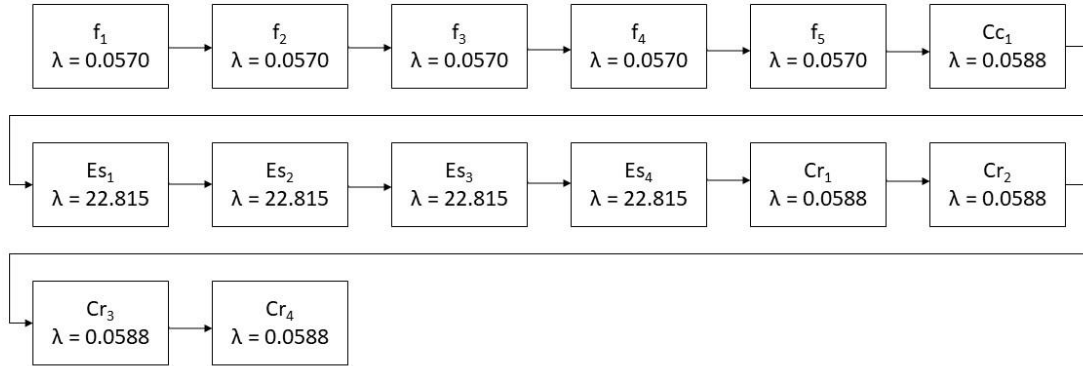 f₁
λ = 0.0570
f₂
λ = 0.0570
f₃
λ = 0.0570
f₄
λ = 0.0570
f₅
λ = 0.0570
Cc₁
λ = 0.0588
Es₁
λ = 22.815
Es₂
λ = 22.815
Es₃
λ = 22.815
Es₄
λ = 22.815
Cr₁
λ = 0.0588
Cr₂
λ = 0.0588
Cr₃
λ = 0.0588
Cr₄
λ = 0.0588